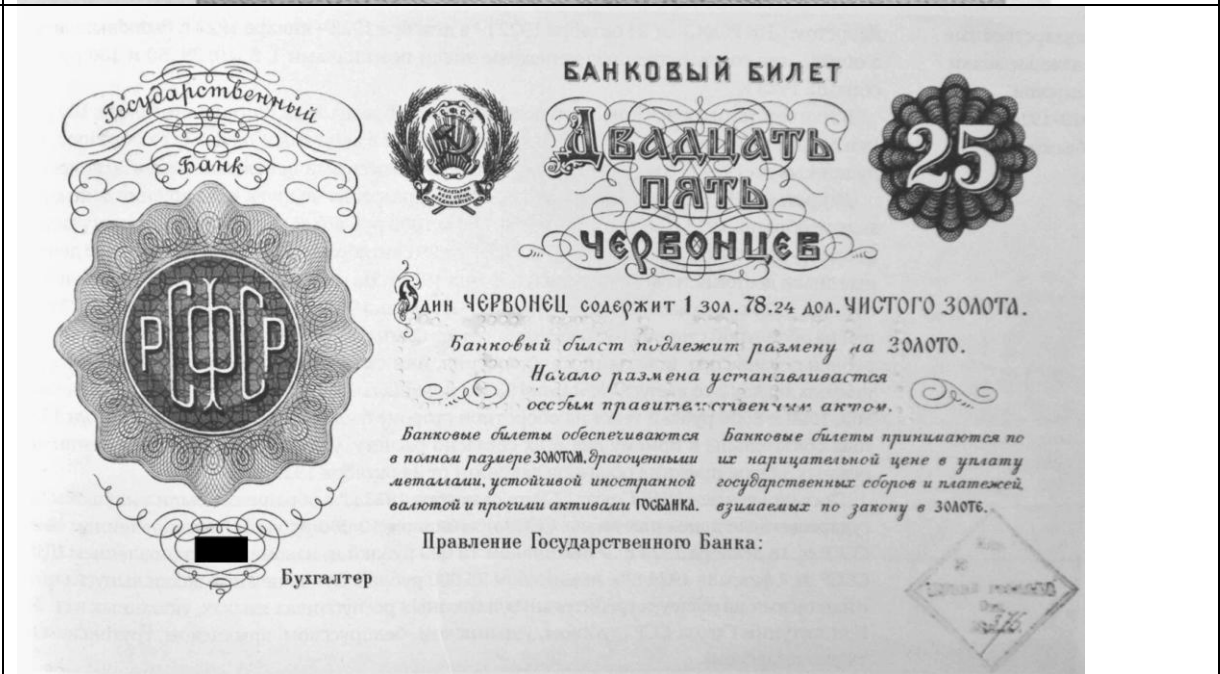 Государственный
Банк
РСФСР
Бухгалтер
БАНКОВЫЙ БИЛЕТ
Двадцать
пять
червонцев
25
Один ЧЕРВОНЕЦ содержит 1 зол. 78.24 дол. ЧИСТОГО ЗОЛОТА.
Банковый билет подлежит размену на ЗОЛОТО.
Начало размена устанавливается
особым правительственным актом.
Банковые билеты обеспечиваются
в полном размере ЗОЛОТОМ, драгоценными
металлами, устойчивой иностранной
валютой и прочими активами ГОСБАНКА.
Банковые билеты принимаются по
их нарицательной цене в уплату
государственных сборов и платежей,
взимаемых по закону в ЗОЛОТЕ.
Правление Государственного Банка: